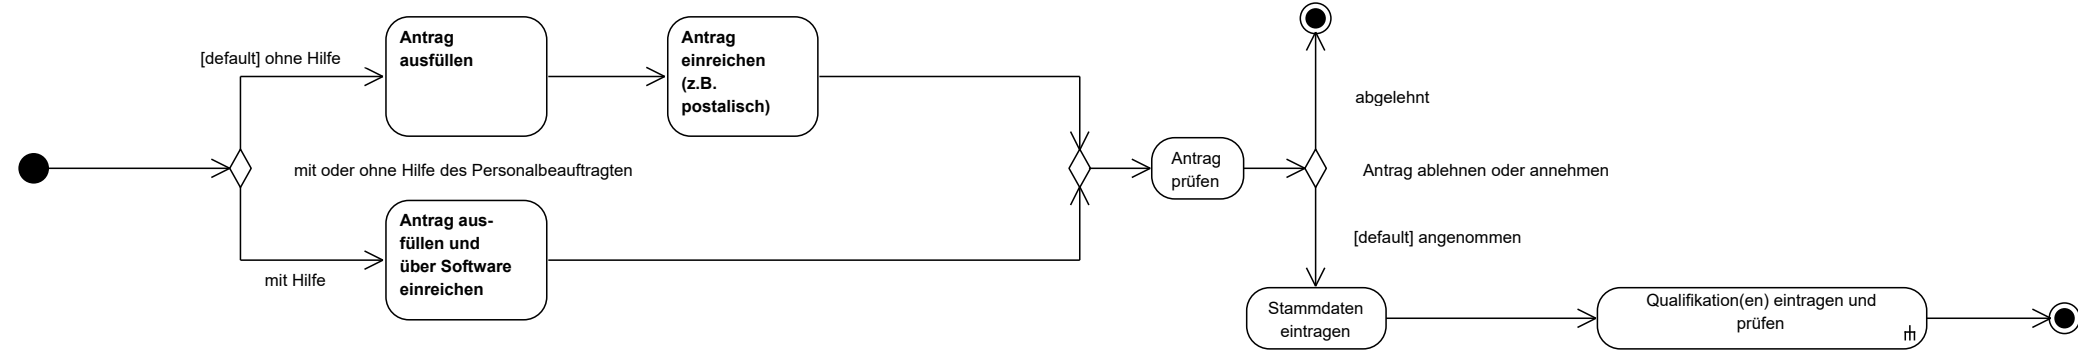 [default] ohne Hilfe
Antrag
ausfüllen
Antrag
einreichen
(z.B.
postalisch)
mit oder ohne Hilfe des Personalbeauftragten
mit Hilfe
Antrag aus-
füllen und
über Software
einreichen
Antrag
prüfen
abgelehnt
Antrag ablehnen oder annehmen
[default] angenommen
Stammdaten
eintragen
Qualifikation(en) eintragen und
prüfen